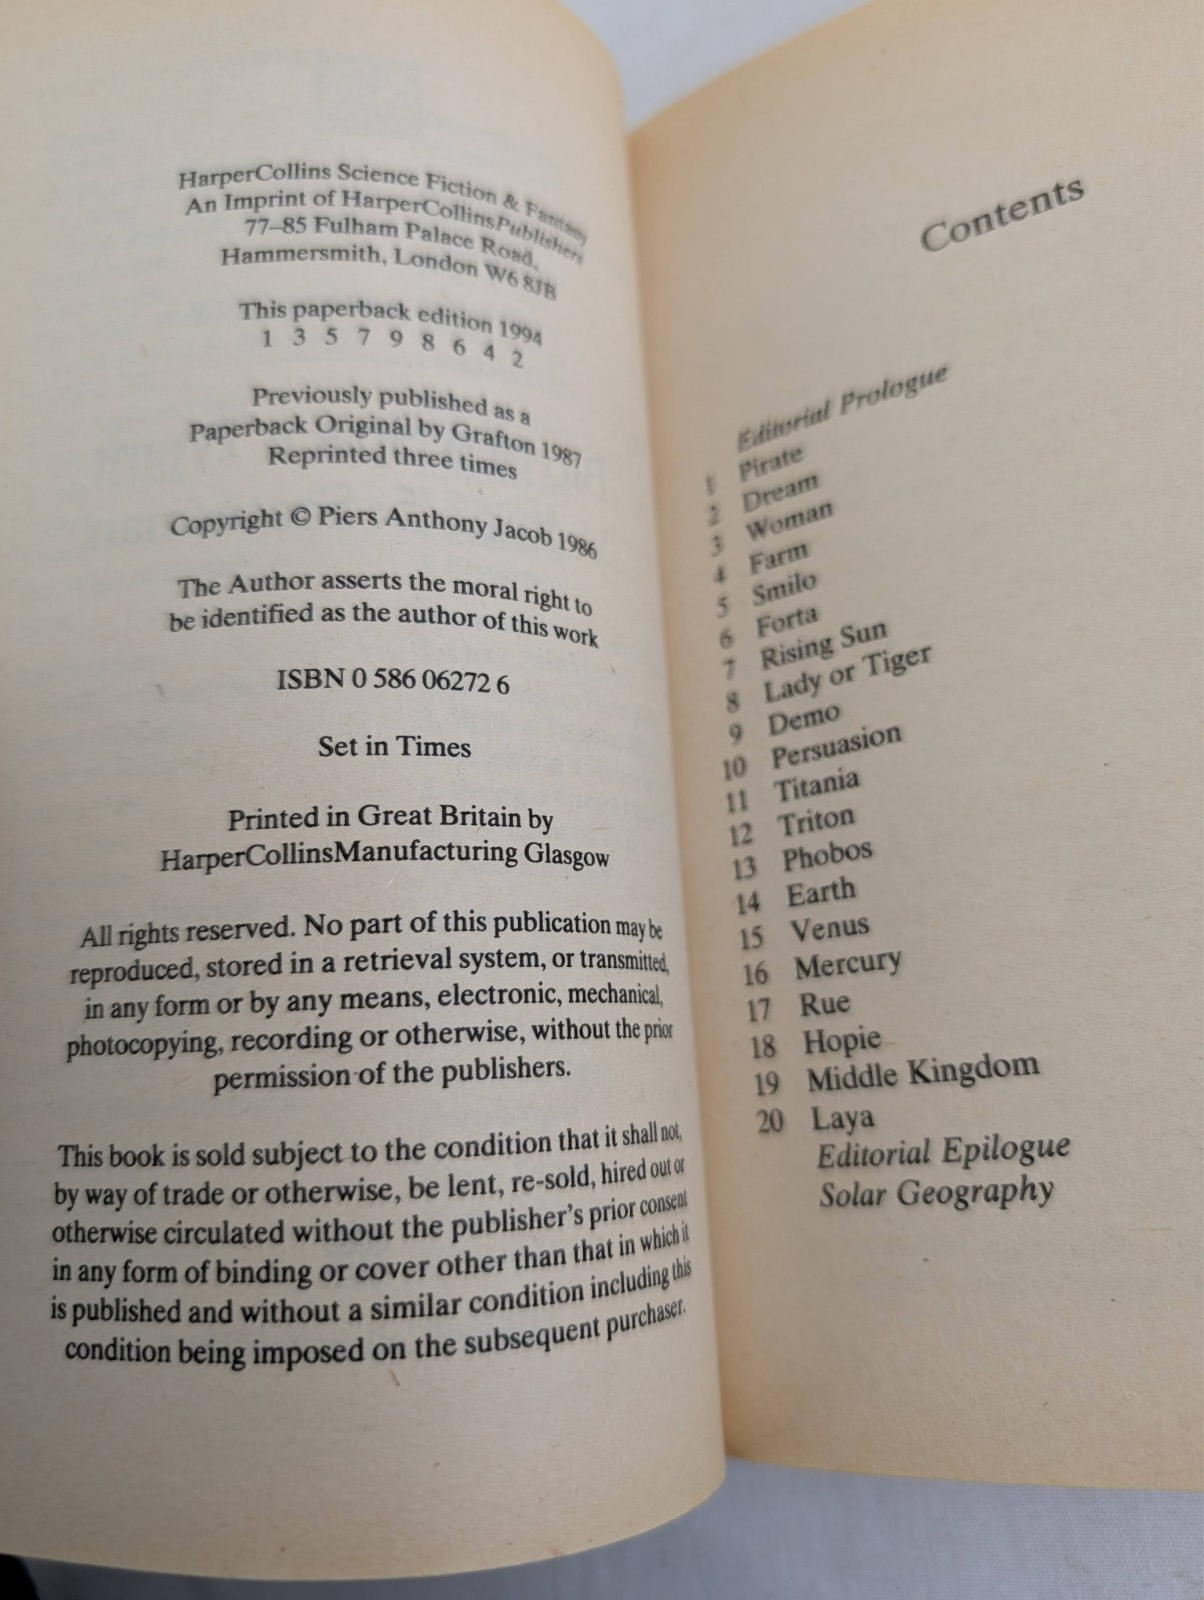 HarperCollins Science Fiction & Fantasy
An Imprint of HarperCollinsPublishers
77–85 Fulham Palace Road,
Hammersmith, London W6 8JB
This paperback edition 1994
1 3 5 7 9 8 6 4 2
Previously published as a
Paperback Original by Grafton 1987
Reprinted three times
Copyright © Piers Anthony Jacob 1986
The Author asserts the moral right to
be identified as the author of this work
ISBN 0 586 06272 6
Set in Times
Printed in Great Britain by
HarperCollinsManufacturing Glasgow
All rights reserved. No part of this publication may be
reproduced, stored in a retrieval system, or transmitted,
in any form or by any means, electronic, mechanical,
photocopying, recording or otherwise, without the prior
permission of the publishers.
This book is sold subject to the condition that it shall not,
by way of trade or otherwise, be lent, re-sold, hired out or
otherwise circulated without the publisher's prior consent
in any form of binding or cover other than that in which it
is published and without a similar condition including this
condition being imposed on the subsequent purchaser.
Contents
Editorial Prologue
1 Pirate
2 Dream
3 Woman
4 Farm
5 Smilo
6 Forta
7 Rising Sun
8 Lady or Tiger
9 Demo
10 Persuasion
11 Titania
12 Triton
13 Phobos
14 Earth
15 Venus
16 Mercury
17 Rue
18 Hopie
19 Middle Kingdom
20 Laya
Editorial Epilogue
Solar Geography